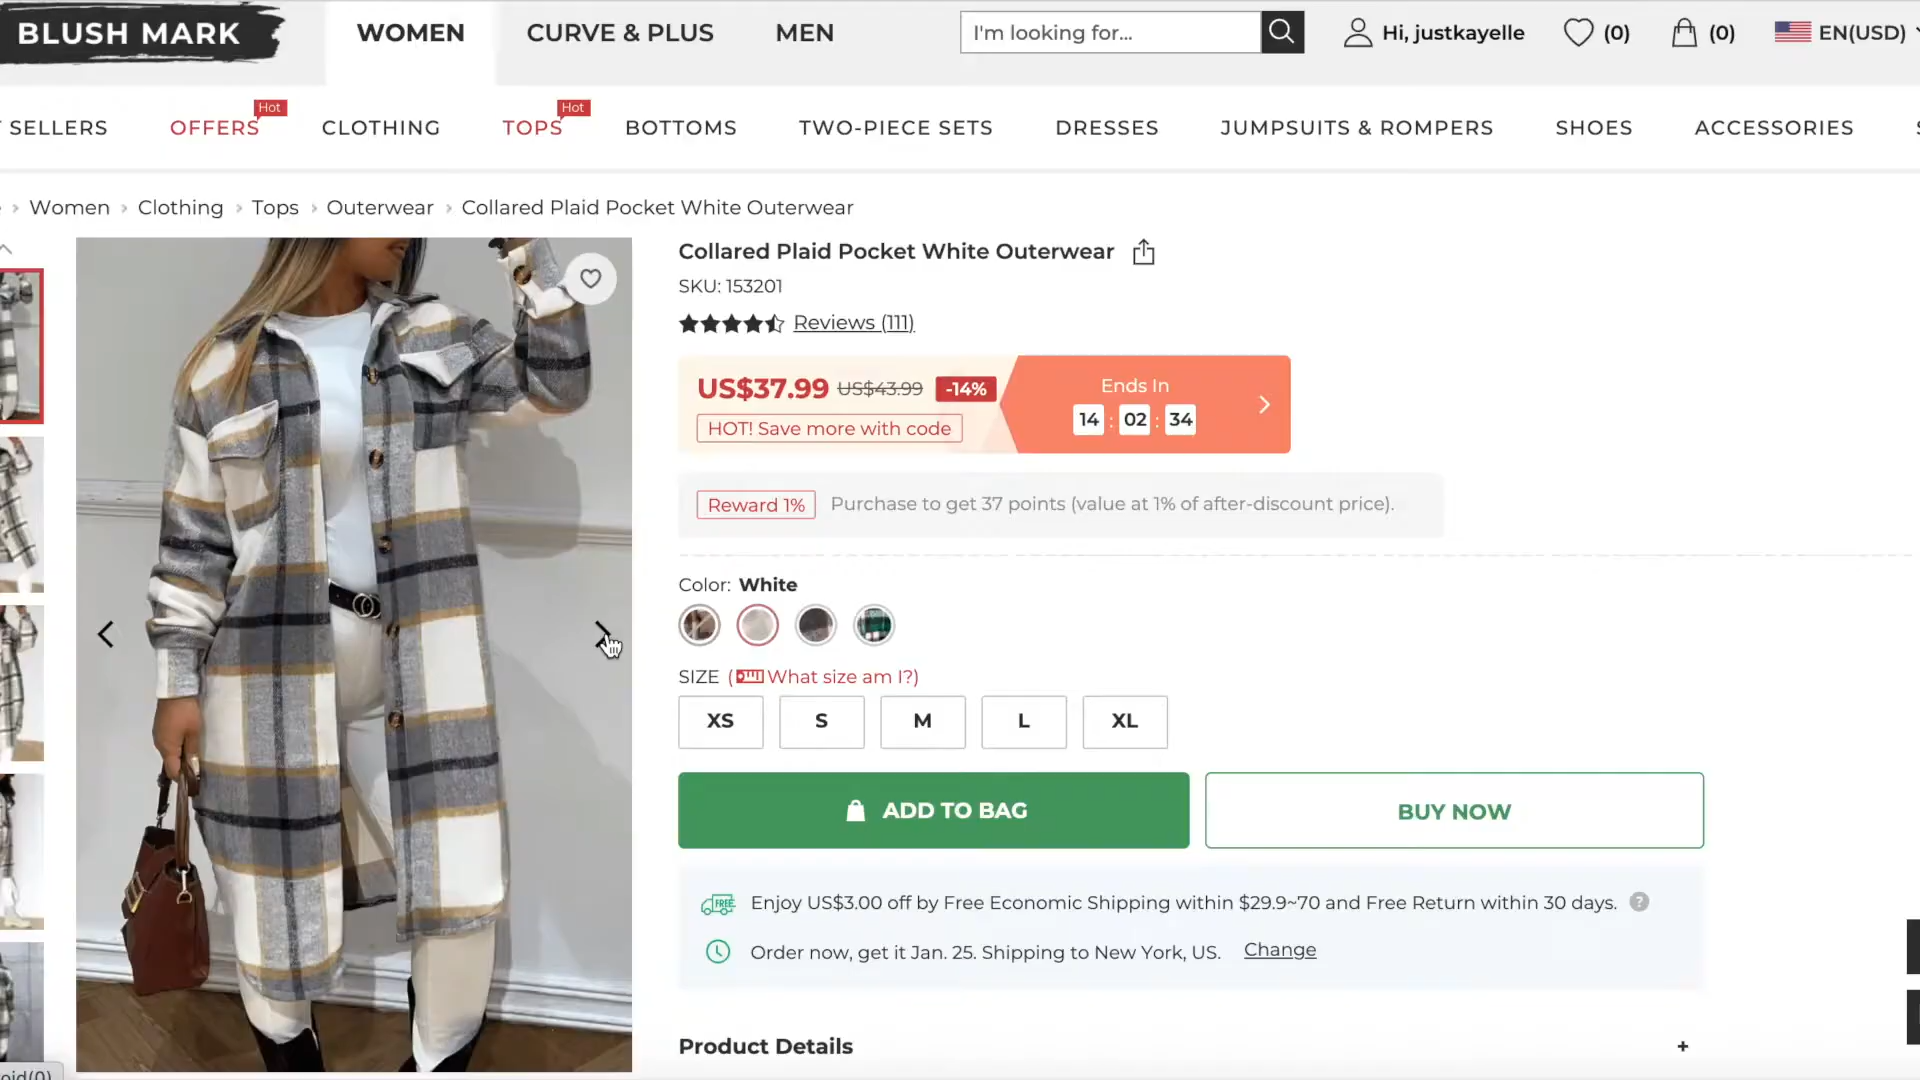 BLUSH MARK
WOMEN
CURVE & PLUS
MEN
I'm looking for...
Hi, justkayelle
(0)
(0)
EN(USD)
SELLERS
OFFERS
Hot
CLOTHING
TOPS
Hot
BOTTOMS
TWO-PIECE SETS
DRESSES
JUMPSUITS & ROMPERS
SHOES
ACCESSORIES
Women › Clothing › Tops › Outerwear › Collared Plaid Pocket White Outerwear
Collared Plaid Pocket White Outerwear
SKU: 153201
Reviews (111)
US$37.99 US$43.99 -14%
HOT! Save more with code
Ends In
14 : 02 : 34
Reward 1% Purchase to get 37 points (value at 1% of after-discount price).
Color: White
SIZE (What size am I?)
XS S M L XL
ADD TO BAG
BUY NOW
FREE Enjoy US$3.00 off by Free Economic Shipping within $29.9~70 and Free Return within 30 days. ?
Order now, get it Jan. 25. Shipping to New York, US. Change
Product Details +
oid(0)